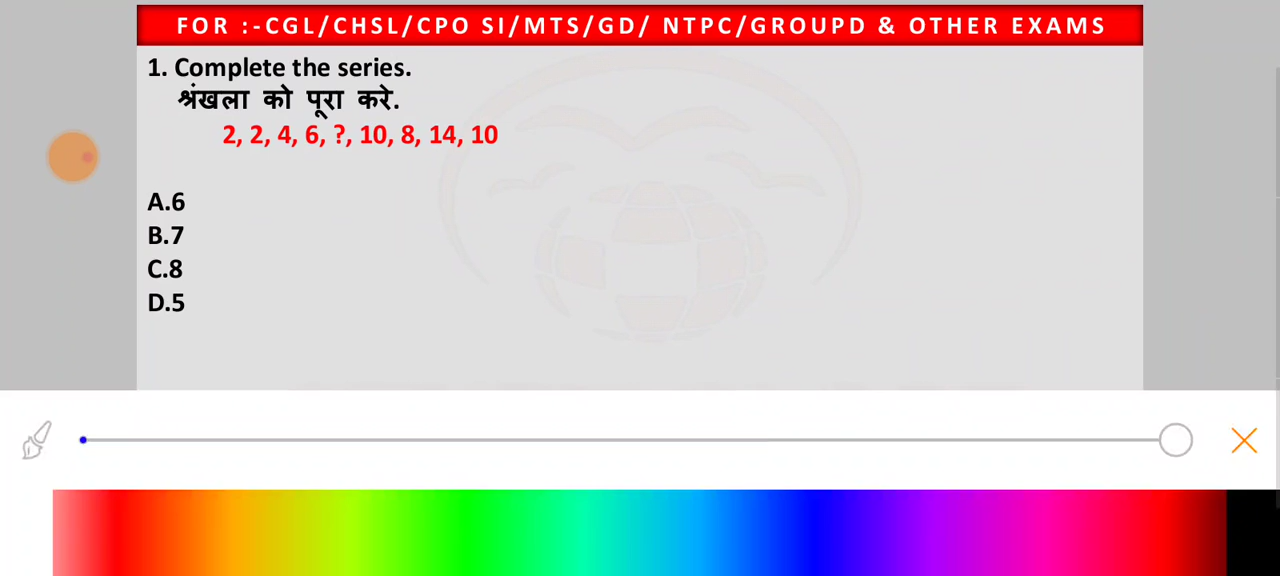 FOR :-CGL/CHSL/CPO SI/MTS/GD/ NTPC/GROUPD & OTHER EXAMS
1. Complete the series.
श्रंखला को पूरा करे.
2, 2, 4, 6, ?, 10, 8, 14, 10
A.6
B.7
C.8
D.5